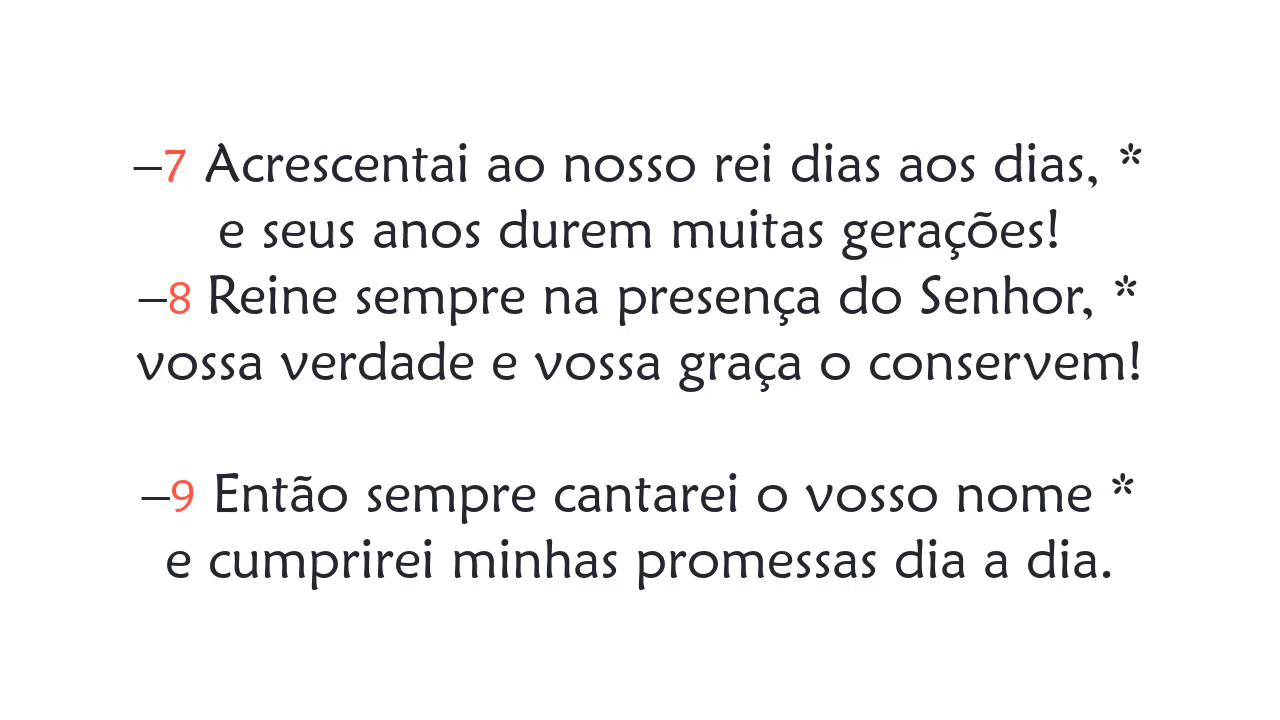 –7 Acrescentai ao nosso rei dias aos dias, *
e seus anos durem muitas gerações!
–8 Reine sempre na presença do Senhor, *
vossa verdade e vossa graça o conservem!
–9 Então sempre cantarei o vosso nome *
e cumprirei minhas promessas dia a dia.